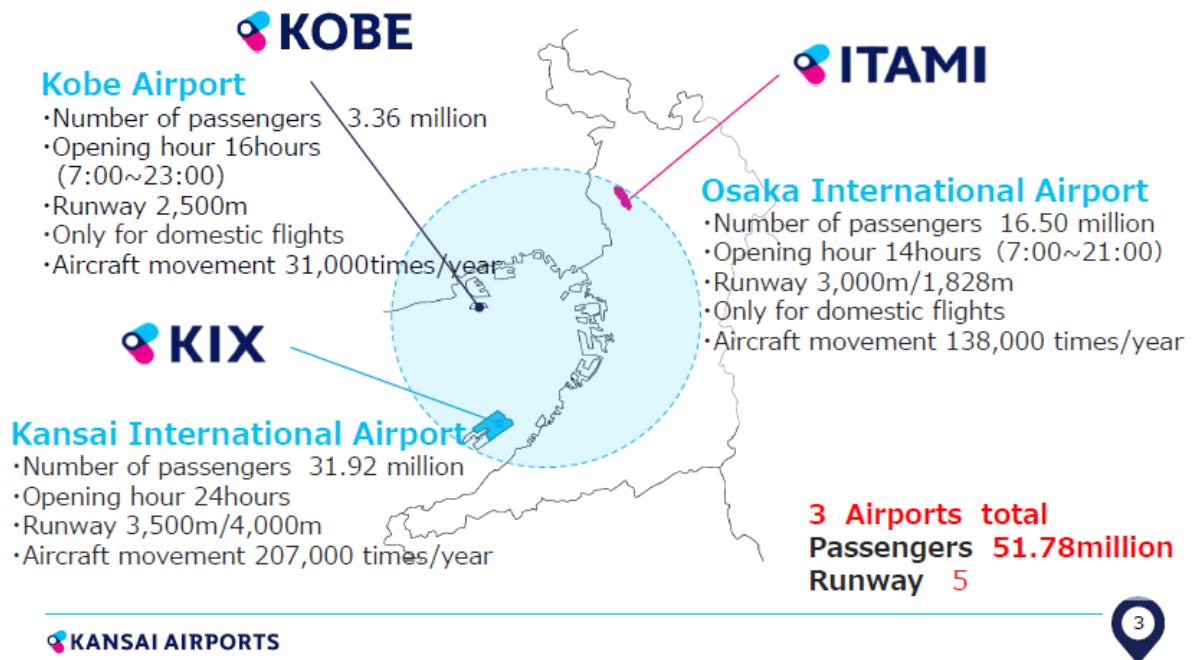 KOBE
Kobe Airport
・Number of passengers 3.36 million
・Opening hour 16hours
(7:00~23:00)
・Runway 2,500m
・Only for domestic flights
・Aircraft movement 31,000times/year
ITAMI
Osaka International Airport
・Number of passengers 16.50 million
・Opening hour 14hours (7:00~21:00)
・Runway 3,000m/1,828m
・Only for domestic flights
・Aircraft movement 138,000 times/year
KIX
Kansai International Airport
・Number of passengers 31.92 million
・Opening hour 24hours
・Runway 3,500m/4,000m
・Aircraft movement 207,000 times/year
3 Airports total
Passengers 51.78million
Runway 5
KANSAI AIRPORTS
3